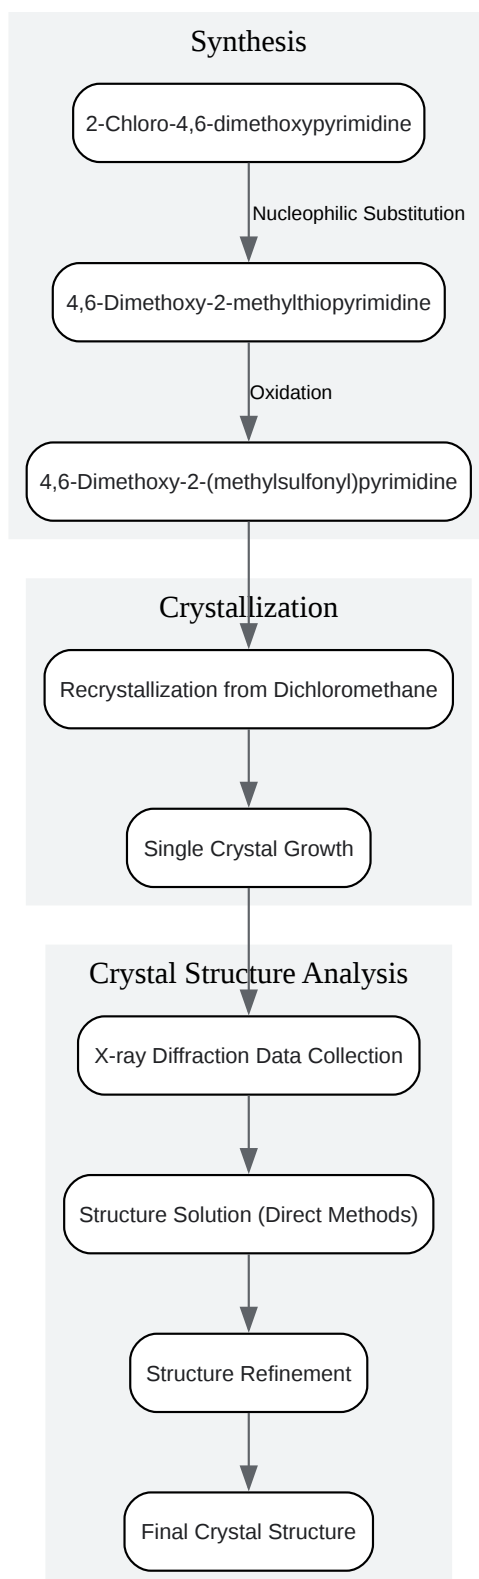 Synthesis
2-Chloro-4,6-dimethoxypyrimidine
Nucleophilic Substitution
4,6-Dimethoxy-2-methylthiopyrimidine
Oxidation
4,6-Dimethoxy-2-(methylsulfonyl)pyrimidine
Crystallization
Recrystallization from Dichloromethane
Single Crystal Growth
Crystal Structure Analysis
X-ray Diffraction Data Collection
Structure Solution (Direct Methods)
Structure Refinement
Final Crystal Structure